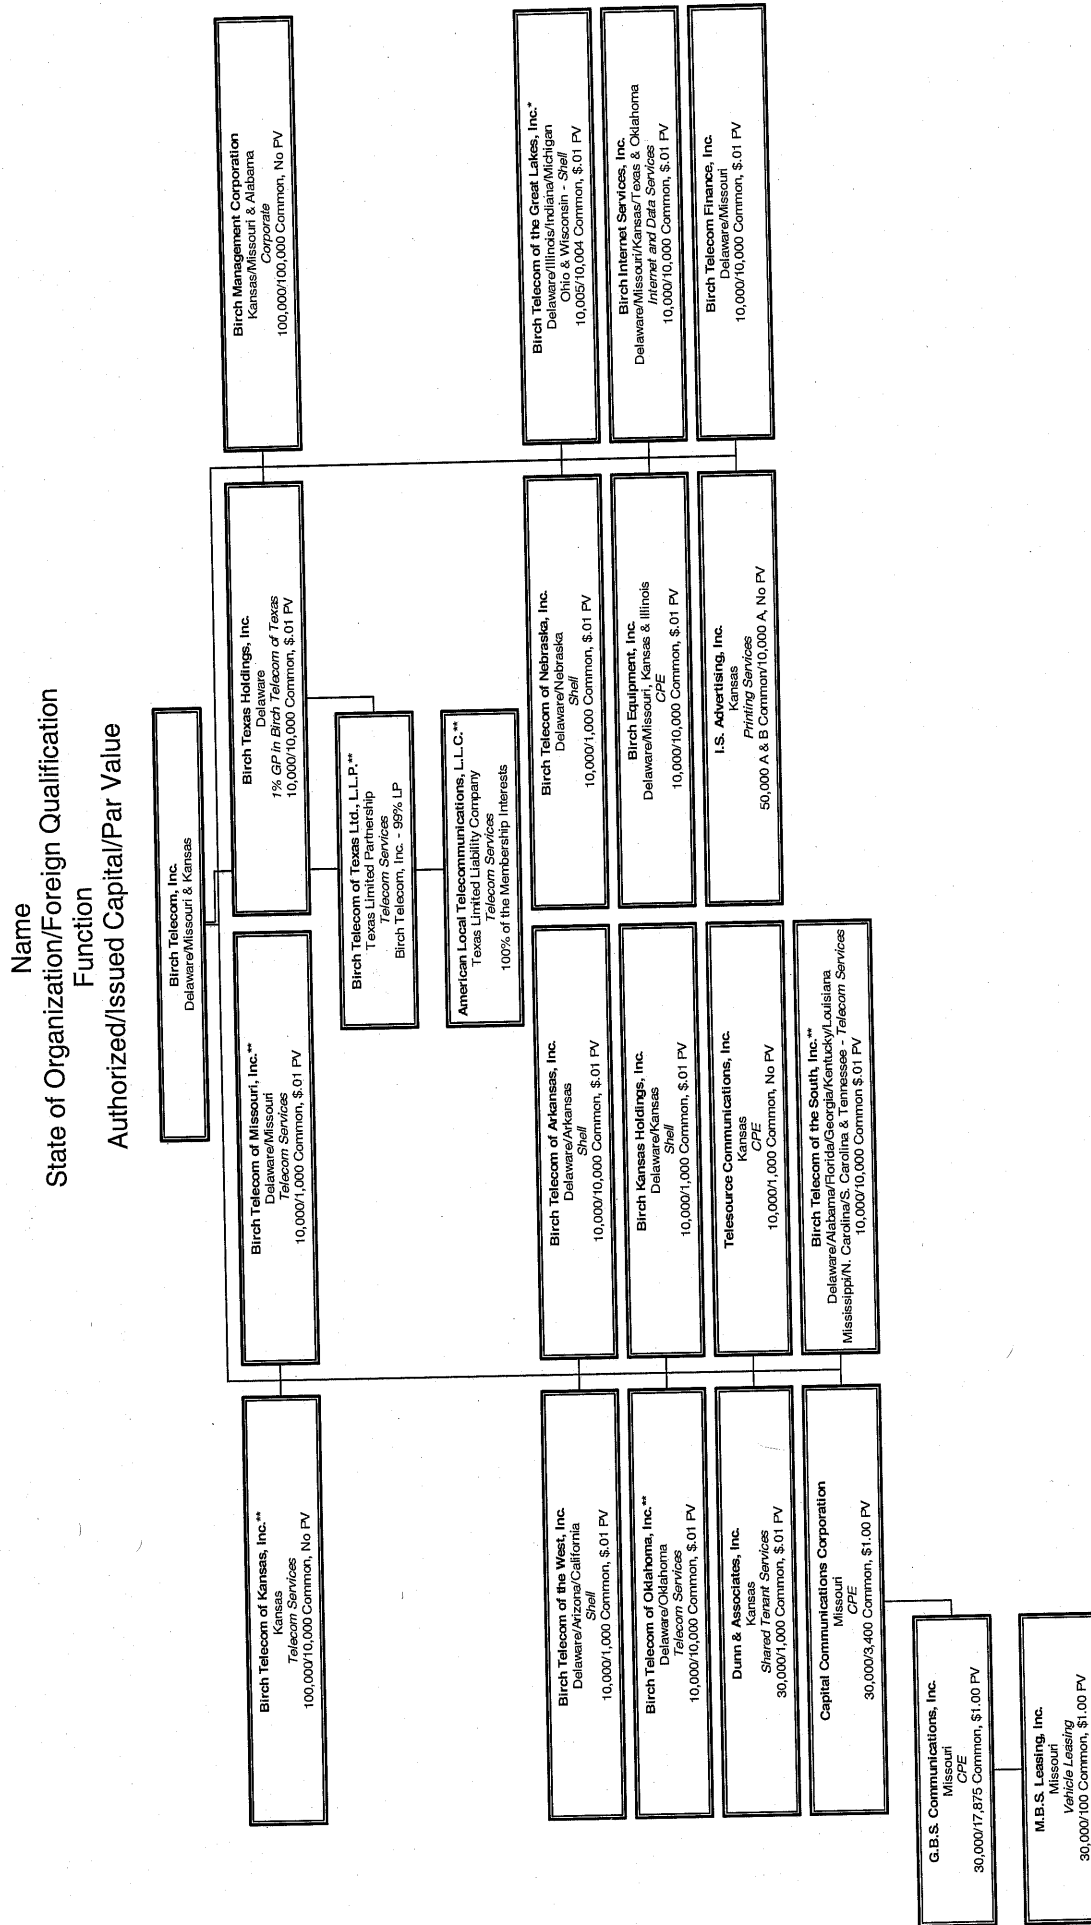 Name
State of Organization/Foreign Qualification
Function
Authorized/Issued Capital/Par Value
Birch Telecom, Inc.
Delaware/Missouri & Kansas
Birch Telecom of Kansas, Inc.**
Kansas
Telecom Services
100,000/10,000 Common, No PV
Birch Telecom of Missouri, Inc.**
Delaware/Missouri
Telecom Services
10,000/1,000 Common, $.01 PV
Birch Texas Holdings, Inc.
Delaware
1% GP in Birch Telecom of Texas
10,000/10,000 Common, $.01 PV
Birch Management Corporation
Kansas/Missouri & Alabama
Corporate
100,000/100,000 Common, No PV
Birch Telecom of Texas Ltd., L.L.P.**
Texas Limited Partnership
Telecom Services
Birch Telecom, Inc. - 99% LP
American Local Telecommunications, L.L.C.**
Texas Limited Liability Company
Telecom Services
100% of the Membership Interests
Birch Telecom of the West, Inc.
Delaware/Arizona/California
Shell
10,000/1,000 Common, $.01 PV
Birch Telecom of Arkansas, Inc.
Delaware/Arkansas
Shell
10,000/10,000 Common, $.01 PV
Birch Telecom of Nebraska, Inc.
Delaware/Nebraska
Shell
10,000/1,000 Common, $.01 PV
Birch Telecom of the Great Lakes, Inc.*
Delaware/Illinois/Indiana/Michigan
Ohio & Wisconsin - Shell
10,005/10,004 Common, $.01 PV
Birch Telecom of Oklahoma, Inc.**
Delaware/Oklahoma
Telecom Services
10,000/10,000 Common, $.01 PV
Birch Kansas Holdings, Inc.
Delaware/Kansas
Shell
10,000/1,000 Common, $.01 PV
Birch Equipment, Inc.
Delaware/Missouri, Kansas & Illinois
CPE
10,000/10,000 Common, $.01 PV
Birch Internet Services, Inc.
Delaware/Missouri/Kansas/Texas & Oklahoma
Internet and Data Services
10,000/10,000 Common, $.01 PV
Dunn & Associates, Inc.
Kansas
Shared Tenant Services
30,000/1,000 Common, $.01 PV
Telesource Communications, Inc.
Kansas
CPE
10,000/1,000 Common, No PV
I.S. Advertising, Inc.
Kansas
Printing Services
50,000 A & B Common/10,000 A, No PV
Birch Telecom Finance, Inc.
Delaware/Missouri
10,000/10,000 Common, $.01 PV
Capital Communications Corporation
Missouri
CPE
30,000/3,400 Common, $1.00 PV
Birch Telecom of the South, Inc.**
Delaware/Alabama/Florida/Georgia/Kentucky/Louisiana
Mississippi/N. Carolina/S. Carolina & Tennessee - Telecom Services
10,000/10,000 Common $.01 PV
G.B.S. Communications, Inc.
Missouri
CPE
30,000/17,875 Common, $1.00 PV
M.B.S. Leasing, Inc.
Missouri
Vehicle Leasing
30,000/100 Common, $1.00 PV